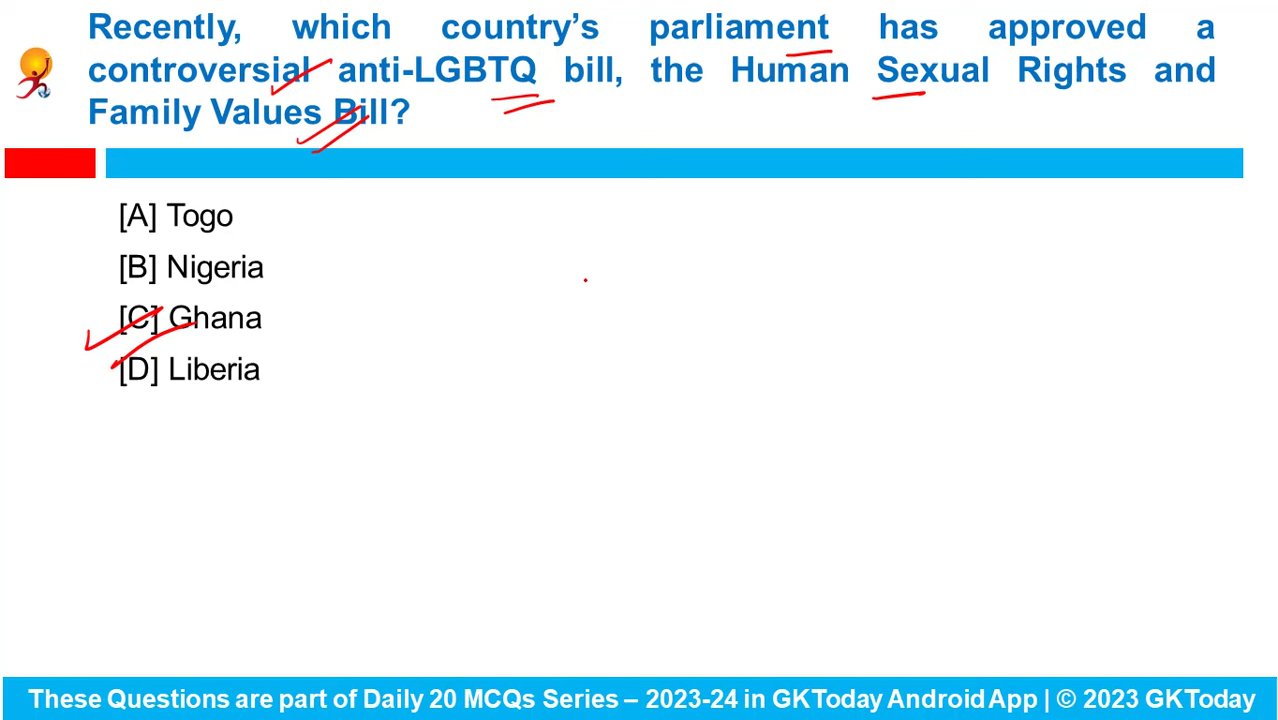 Recently, which country's parliament has approved a
controversial anti-LGBTQ bill, the Human Sexual Rights and
Family Values Bill?
[A] Togo
[B] Nigeria
[C] Ghana
[D] Liberia
These Questions are part of Daily 20 MCQs Series – 2023-24 in GKToday Android App | © 2023 GKToday